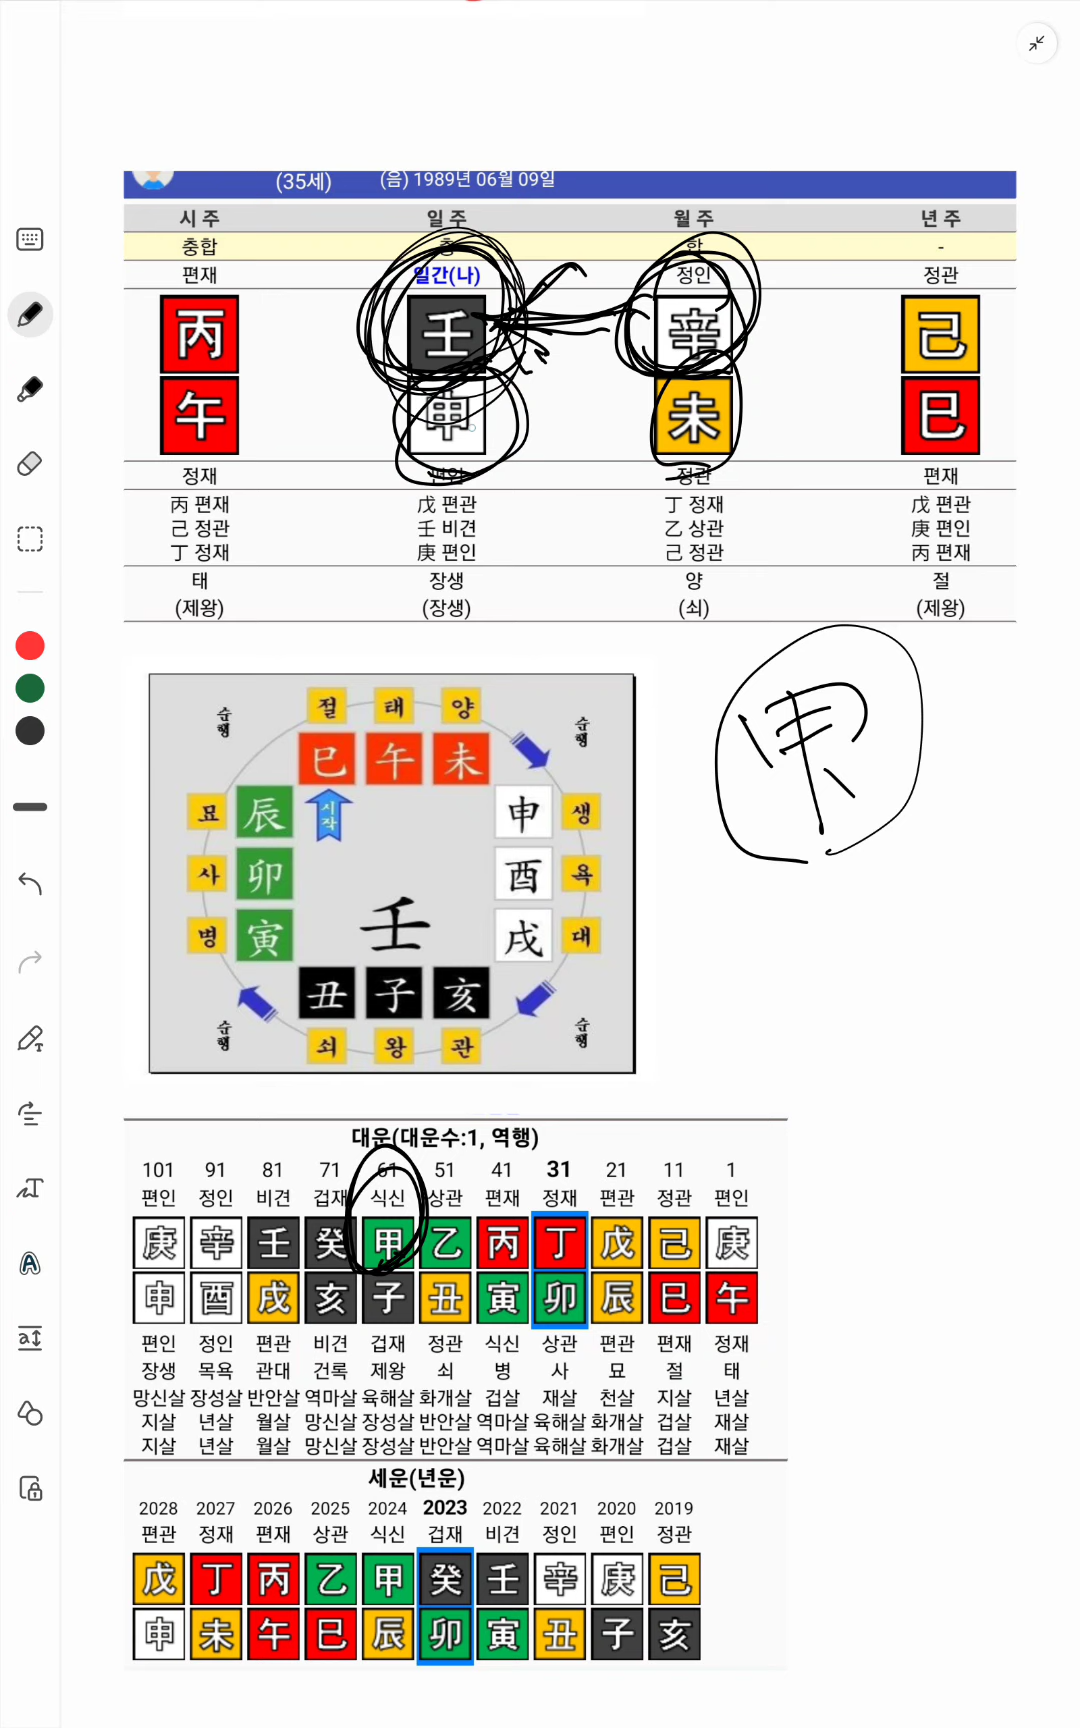 (35세) (음) 1989년 06월 09일
시주 일주 월주 년주
충합 충 합 -
편재 일간(나) 정인 정관
丙 壬 辛 己
午 申 未 巳
정재 편인 정관 편재
丙 편재 戊 편관 丁 정재 戊 편관
己 정관 壬 비견 乙 상관 庚 편인
丁 정재 庚 편인 己 정관 丙 편재
태 장생 양 절
(제왕) (장생) (쇠) (제왕)
절 태 양
순행 순행
巳 午 未
묘 辰 시작 申 생
사 卯 酉 욕
병 寅 壬 戌 대
丑 子 亥
순행 순행
쇠 왕 관
대운(대운수:1, 역행)
101 91 81 71 61 51 41 31 21 11 1
편인 정인 비견 겁재 식신 상관 편재 정재 편관 정관 편인
庚 辛 壬 癸 甲 乙 丙 丁 戊 己 庚
申 酉 戌 亥 子 丑 寅 卯 辰 巳 午
편인 정인 편관 비견 겁재 정관 식신 상관 편관 편재 정재
장생 목욕 관대 건록 제왕 쇠 병 사 묘 절 태
망신살 장성살 반안살 역마살 육해살 화개살 겁살 재살 천살 지살 년살
지살 년살 월살 망신살 장성살 반안살 역마살 육해살 화개살 겁살 재살
지살 년살 월살 망신살 장성살 반안살 역마살 육해살 화개살 겁살 재살
세운(년운)
2028 2027 2026 2025 2024 2023 2022 2021 2020 2019
편관 정재 편재 상관 식신 겁재 비견 정인 편인 정관
戊 丁 丙 乙 甲 癸 壬 辛 庚 己
申 未 午 巳 辰 卯 寅 丑 子 亥